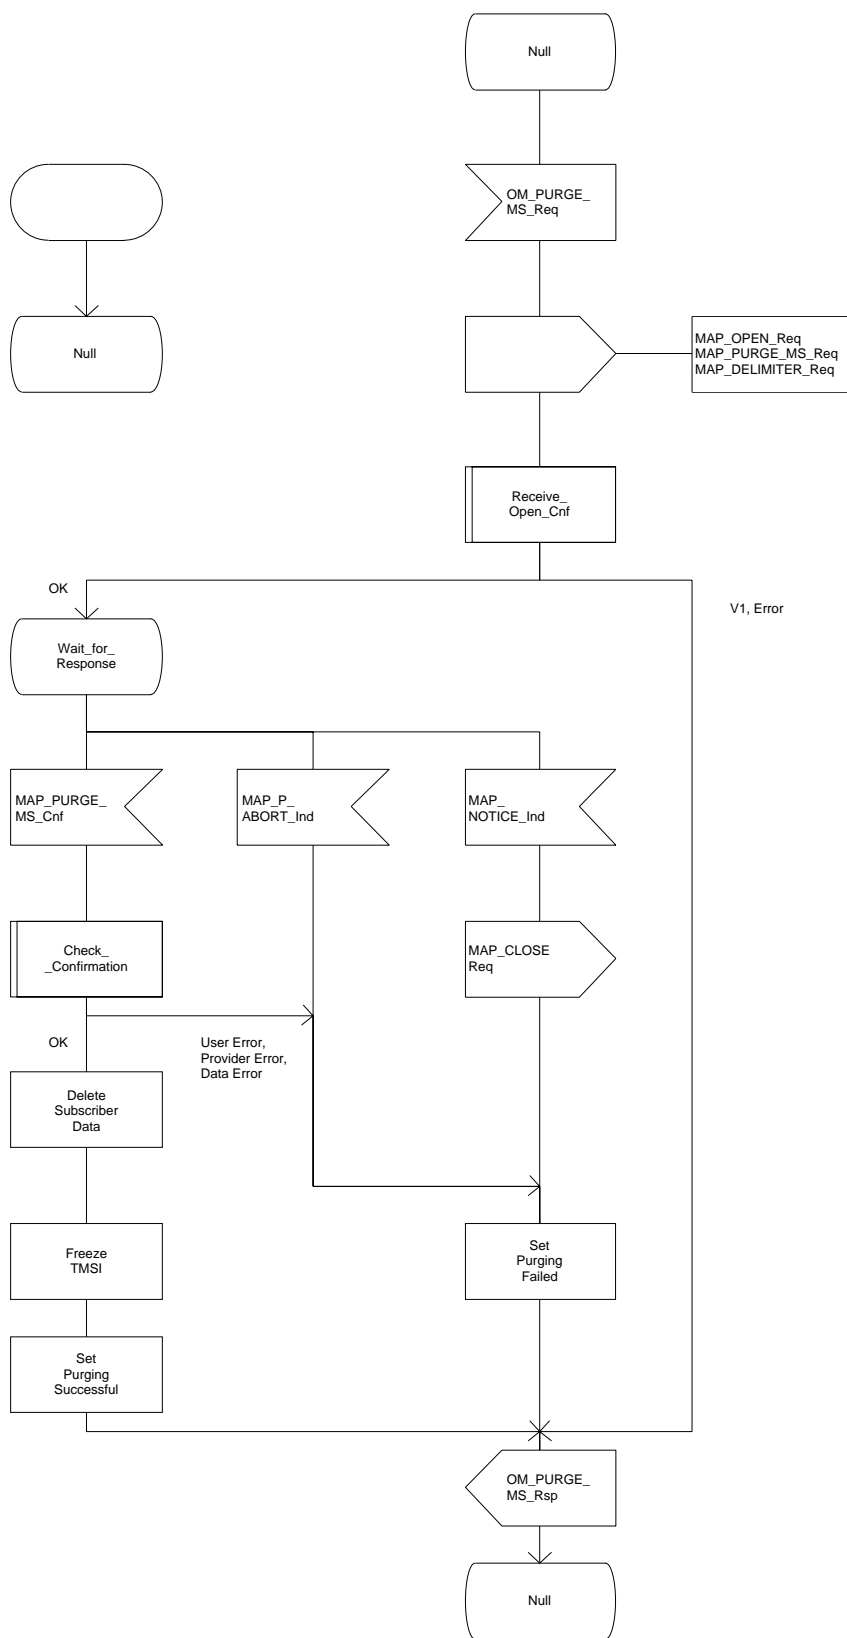 Null
OM_PURGE_
MS_Req
Null
MAP_OPEN_Req
MAP_PURGE_MS_Req
MAP_DELIMITER_Req
Receive_
Open_Cnf
OK
V1, Error
Wait_for_
Response
MAP_PURGE_
MS_Cnf
MAP_P_
ABORT_Ind
MAP_
NOTICE_Ind
Check_
_Confirmation
MAP_CLOSE
Req
OK
User Error,
Provider Error,
Data Error
Delete
Subscriber
Data
Freeze
TMSI
Set
Purging
Failed
Set
Purging
Successful
OM_PURGE_
MS_Rsp
Null